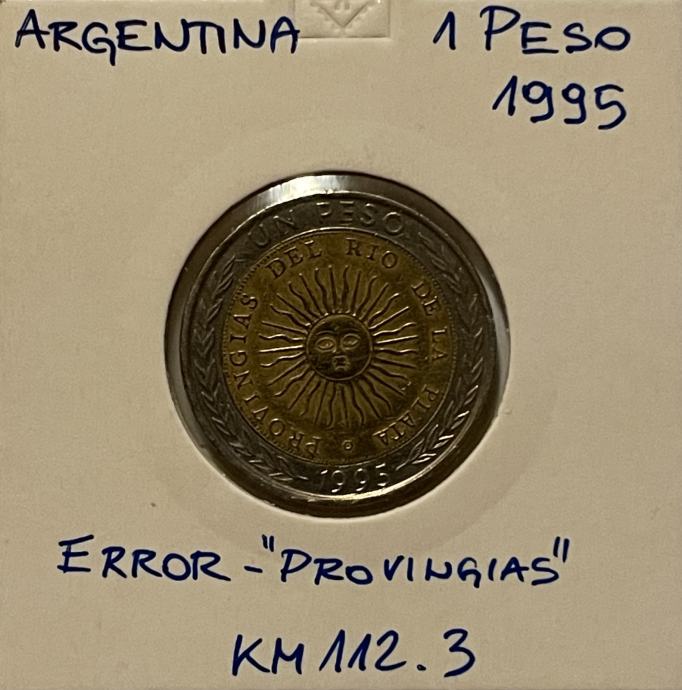 ARGENTINA 1 PESO
1995
UN PESO
PROVINGIAS DEL RIO DE LA PLATA
1995
ERROR - "PROVINGIAS"
KM 112.3